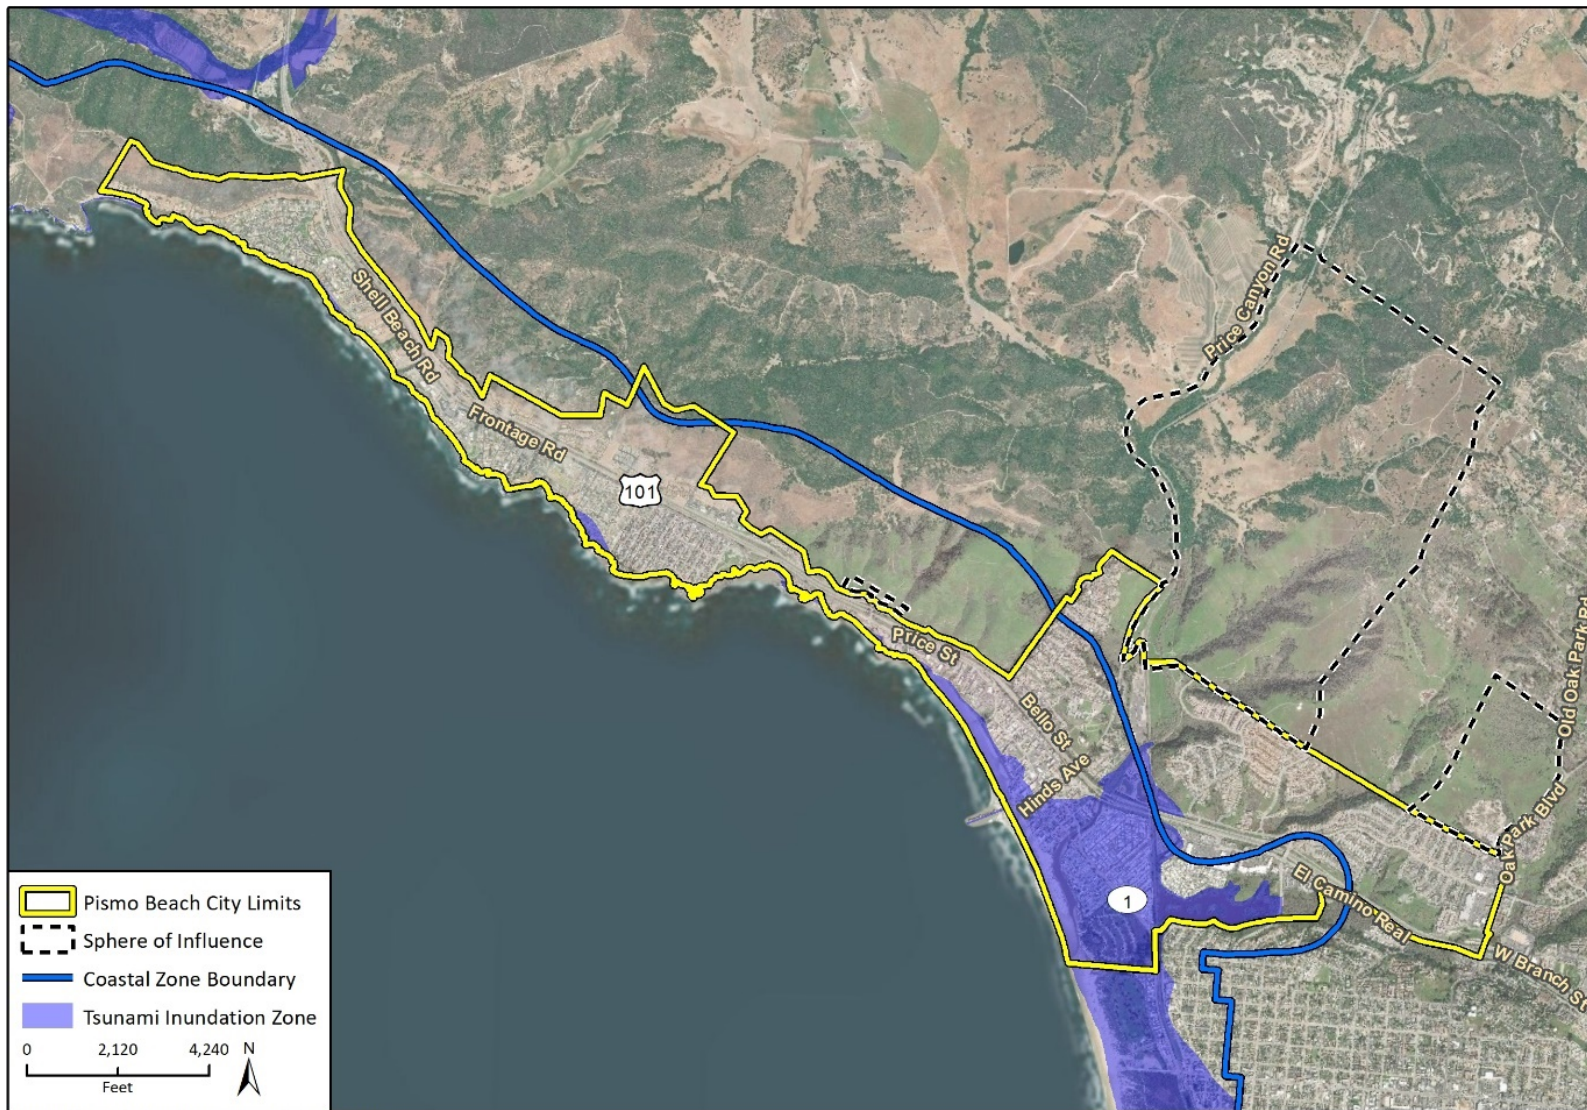 Price Canyon Rd
Shell Beach Rd
Frontage Rd
101
Price St
Bello St
Hinds Ave
Old Oak Park Rd
Oak Park Blvd
1
El Camino Real
W Branch St
Pismo Beach City Limits
Sphere of Influence
Coastal Zone Boundary
Tsunami Inundation Zone
0 2,120 4,240
Feet
N